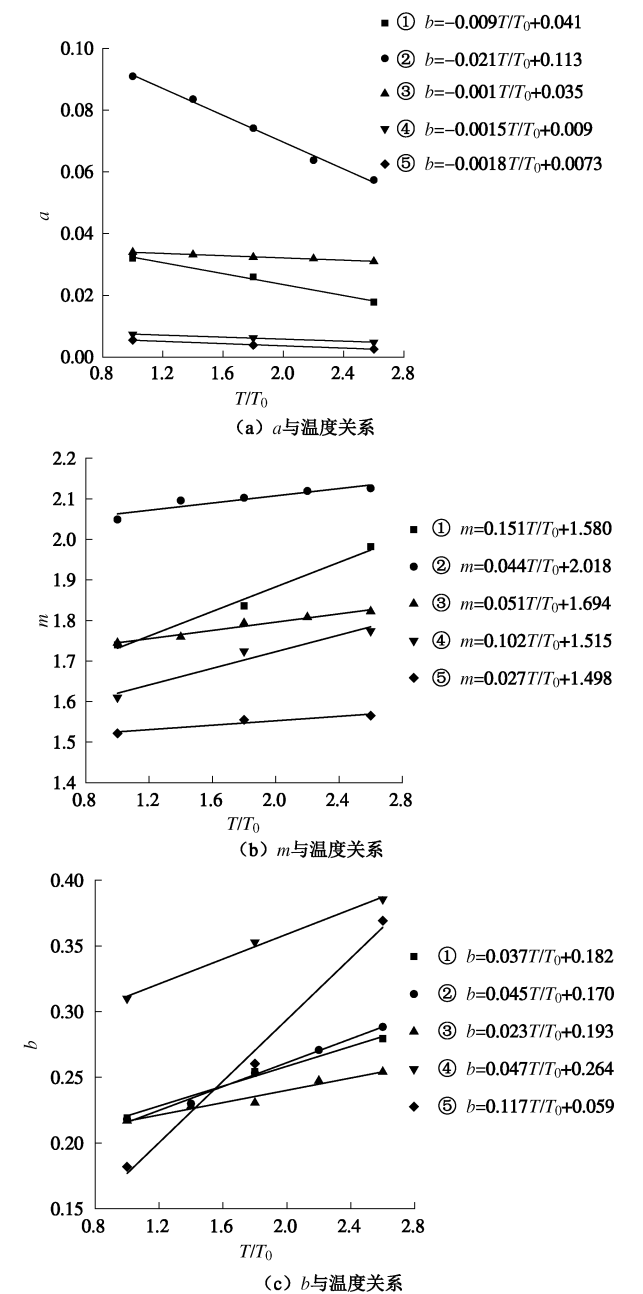 ① b=−0.009T/T₀+0.041
② b=−0.021T/T₀+0.113
③ b=−0.001T/T₀+0.035
④ b=−0.0015T/T₀+0.009
⑤ b=−0.0018T/T₀+0.0073
0.10
0.08
0.06
0.04
0.02
0.00
a
0.8 1.2 1.6 2.0 2.4 2.8
T/T₀
（a）a与温度关系
2.2
2.1
2.0
1.9
1.8
1.7
1.6
1.5
1.4
m
① m=0.151T/T₀+1.580
② m=0.044T/T₀+2.018
③ m=0.051T/T₀+1.694
④ m=0.102T/T₀+1.515
⑤ m=0.027T/T₀+1.498
0.8 1.2 1.6 2.0 2.4 2.8
T/T₀
（b）m与温度关系
0.40
0.35
0.30
0.25
0.20
0.15
b
① b=0.037T/T₀+0.182
② b=0.045T/T₀+0.170
③ b=0.023T/T₀+0.193
④ b=0.047T/T₀+0.264
⑤ b=0.117T/T₀+0.059
0.8 1.2 1.6 2.0 2.4 2.8
T/T₀
（c）b与温度关系